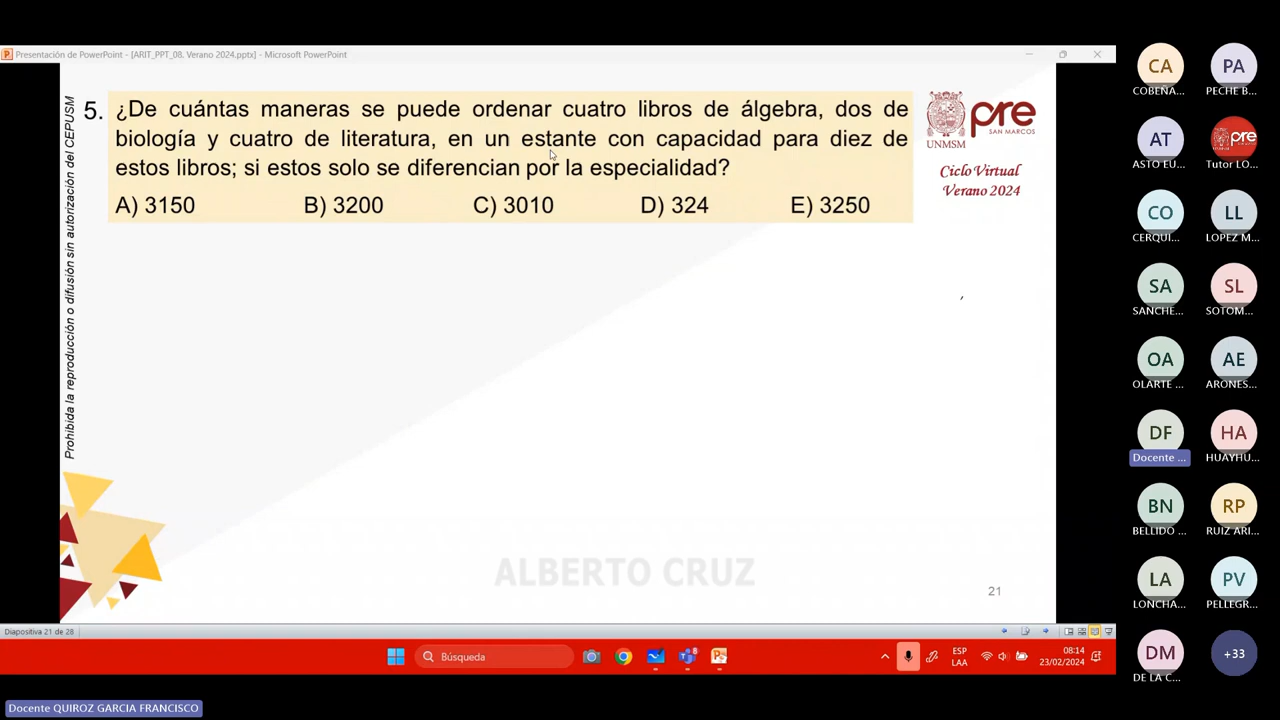 Presentación de PowerPoint - [ARIT_PPT_08. Verano 2024.pptx] - Microsoft PowerPoint
Prohibida la reproducción o difusión sin autorización del CEPUSM
5. ¿De cuántas maneras se puede ordenar cuatro libros de álgebra, dos de
biología y cuatro de literatura, en un estante con capacidad para diez de
estos libros; si estos solo se diferencian por la especialidad?
A) 3150 B) 3200 C) 3010 D) 324 E) 3250
UNMSM
pre
SAN MARCOS
Ciclo Virtual
Verano 2024
ALBERTO CRUZ
21
Diapositiva 21 de 28
Búsqueda
8
ESP
LAA
08:14
23/02/2024
Docente QUIROZ GARCIA FRANCISCO
CA PA
COBEÑA... PECHE B...
AT pre
ASTO EU... Tutor LO...
CO LL
CERQUI... LOPEZ M...
SA SL
SANCHE... SOTOM...
OA AE
OLARTE ... ARONES...
DF HA
Docente ... HUAYHU...
BN RP
BELLIDO ... RUIZ ARI...
LA PV
LONCHA... PELLEGR...
DM +33
DE LA C...